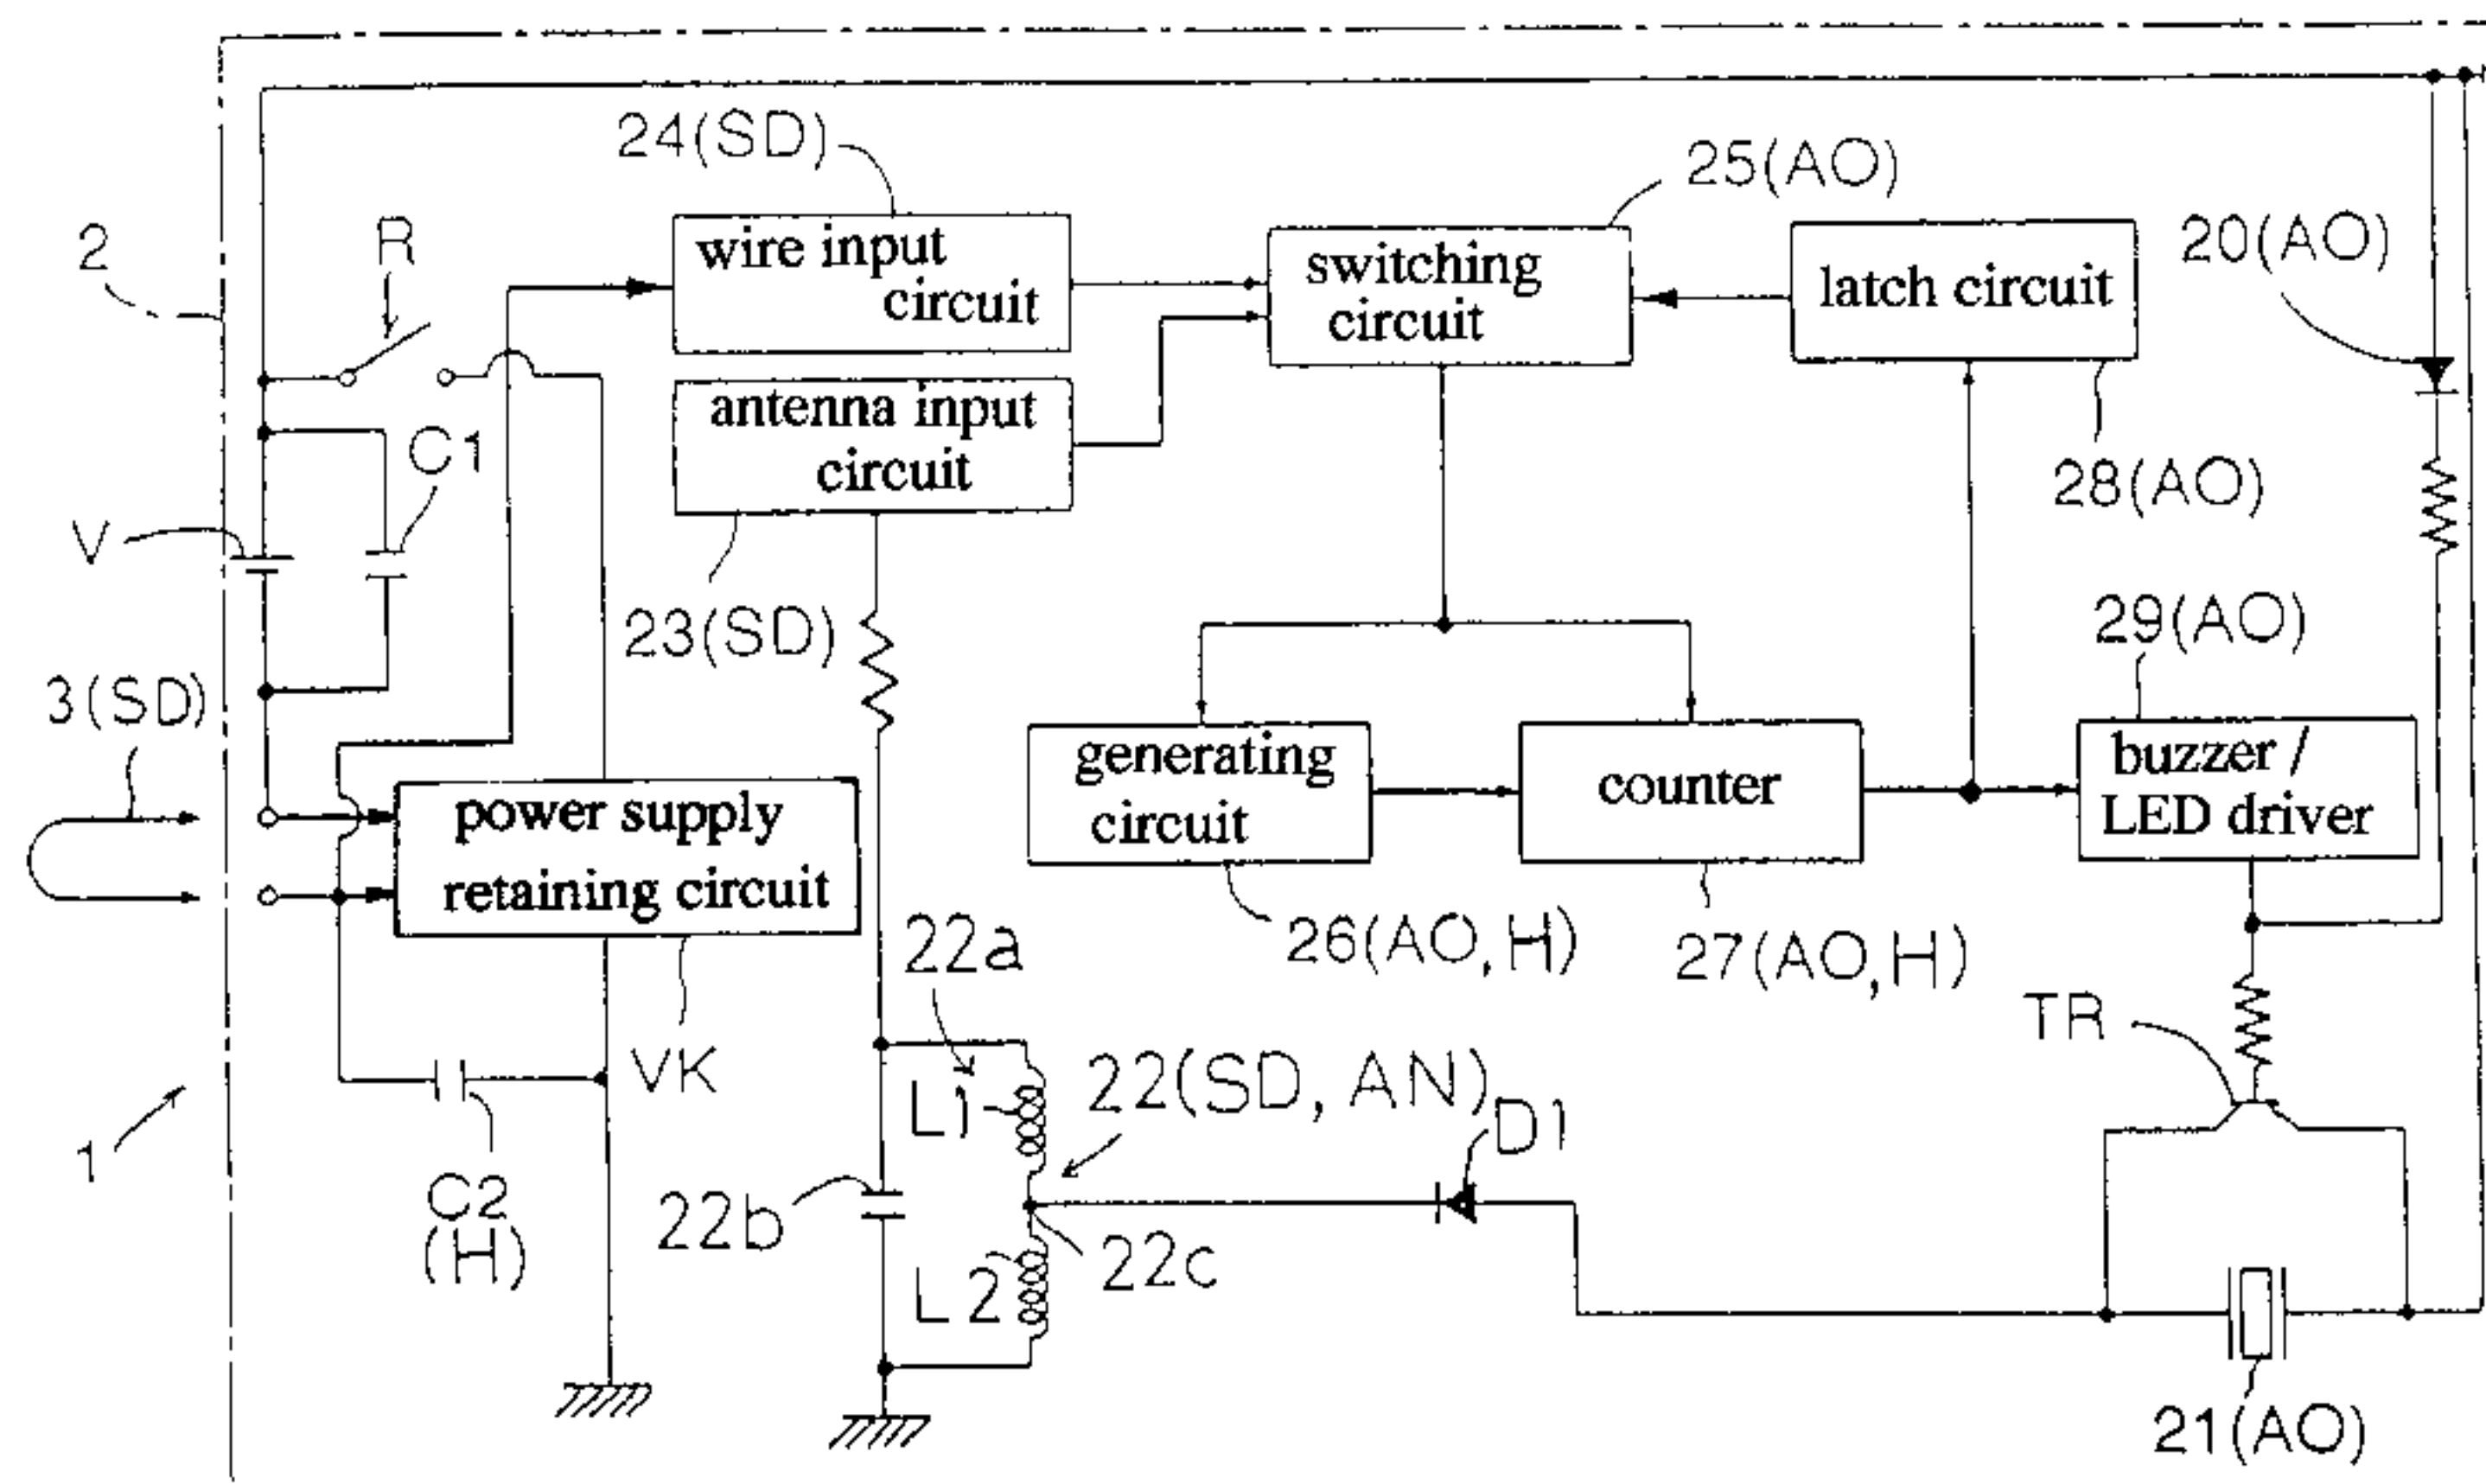 24(SD)
25(AO)
2
R
20(AO)
wire input
circuit
switching
circuit
latch circuit
antenna input
circuit
C1
28(AO)
V
23(SD)
29(AO)
3(SD)
generating
circuit
counter
buzzer /
LED driver
power supply
retaining circuit
26(AO,H)
27(AO,H)
22a
TR
VK
L1
22(SD, AN)
D1
1
C2
(H)
22b
22c
L2
21(AO)